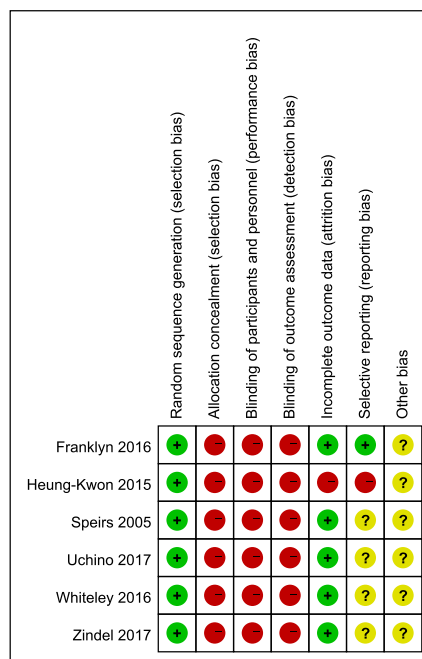 Random sequence generation (selection bias)
Allocation concealment (selection bias)
Blinding of participants and personnel (performance bias)
Blinding of outcome assessment (detection bias)
Incomplete outcome data (attrition bias)
Selective reporting (reporting bias)
Other bias
Franklyn 2016 + – – – + + ?
Heung-Kwon 2015 + – – – – – ?
Speirs 2005 + – – – + ? ?
Uchino 2017 + – – – + ? ?
Whiteley 2016 + – – – + ? ?
Zindel 2017 + – – – + ? ?